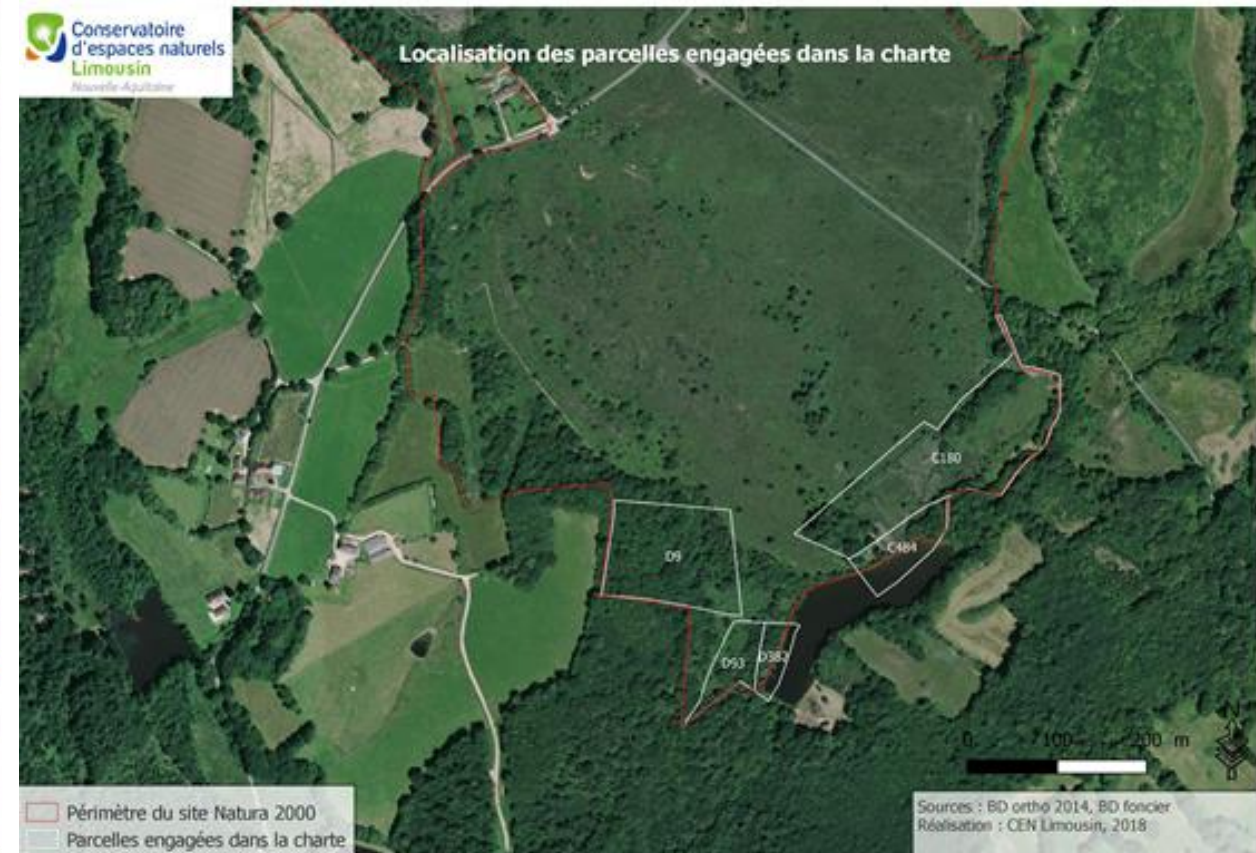 Conservatoire
d'espaces naturels
Limousin
Nouvelle-Aquitaine
Localisation des parcelles engagées dans la charte
C180
C484
D9
D93
D382
0 100 200 m
N
Périmètre du site Natura 2000
Parcelles engagées dans la charte
Sources : BD ortho 2014, BD foncier
Réalisation : CEN Limousin, 2018